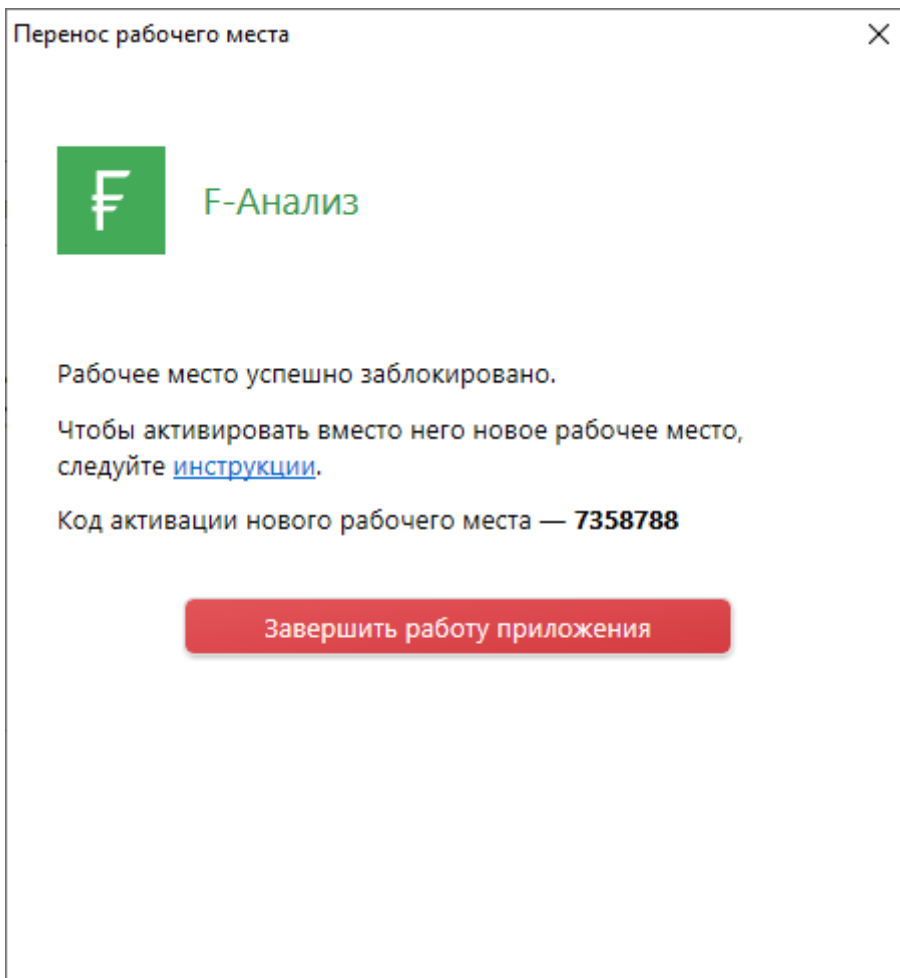 Перенос рабочего места
F-Анализ
Рабочее место успешно заблокировано.
Чтобы активировать вместо него новое рабочее место,
следуйте инструкции.
Код активации нового рабочего места — 7358788
Завершить работу приложения